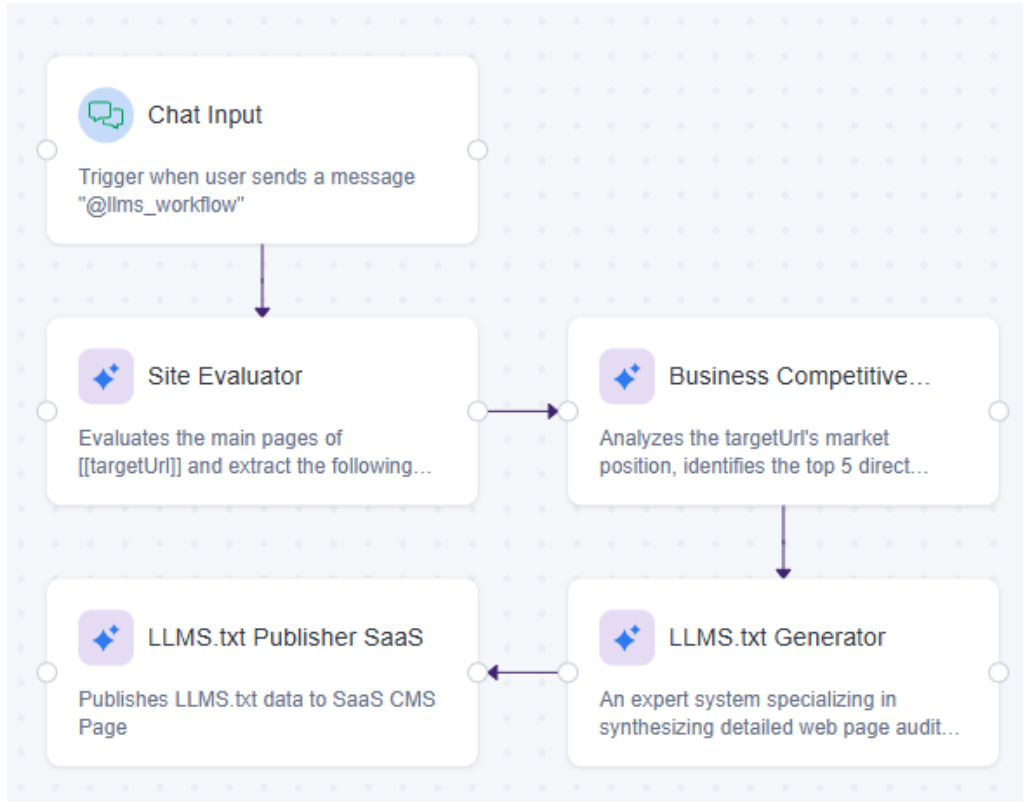 Chat Input
Trigger when user sends a message
"@llms_workflow"
Site Evaluator
Evaluates the main pages of
[[targetUrl]] and extract the following...
Business Competitive...
Analyzes the targetUrl's market
position, identifies the top 5 direct...
LLMS.txt Publisher SaaS
Publishes LLMS.txt data to SaaS CMS
Page
LLMS.txt Generator
An expert system specializing in
synthesizing detailed web page audit...